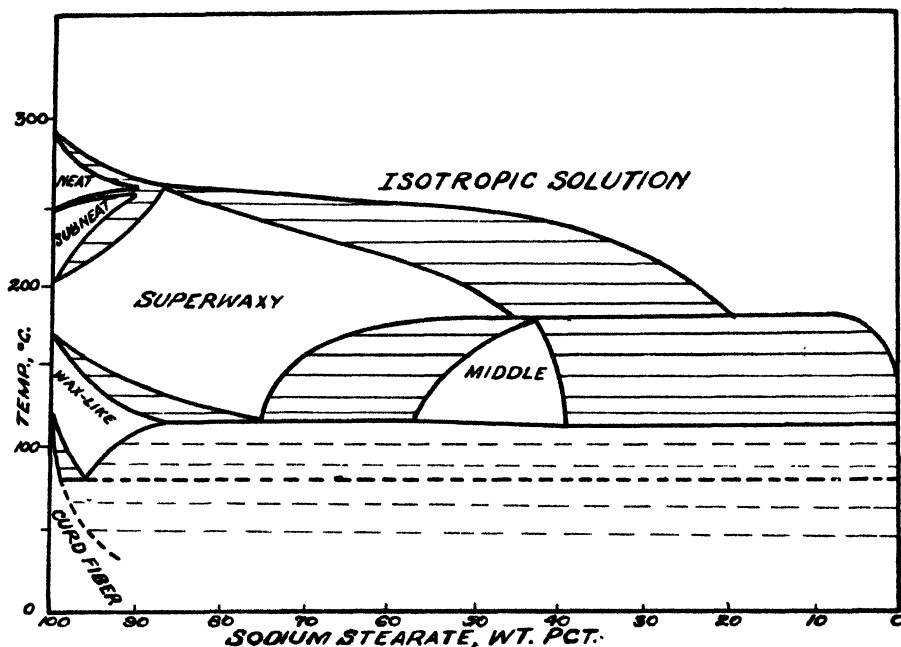 300
NEAT
ISOTROPIC SOLUTION
SUBNEAT
200
SUPERWAXY
TEMP., °C.
WAX-LIKE
MIDDLE
100
CURD FIBER
0
100 90 80 70 60 50 40 30 20 10 0
SODIUM STEARATE, WT. PCT.